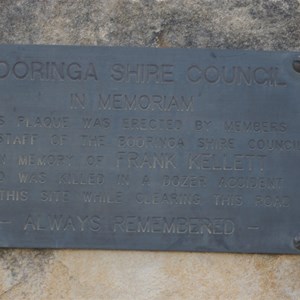 OORINGA SHIRE COUNCIL
IN MEMORIAM
S PLAQUE WAS ERECTED BY MEMBERS
STAFF OF THE BOORINGA SHIRE COUNCIL
MEMORY OF FRANK KELLETT
O WAS KILLED IN A DOZER ACCIDENT
THIS SITE WHILE CLEARING THIS ROAD
- ALWAYS REMEMBERED -